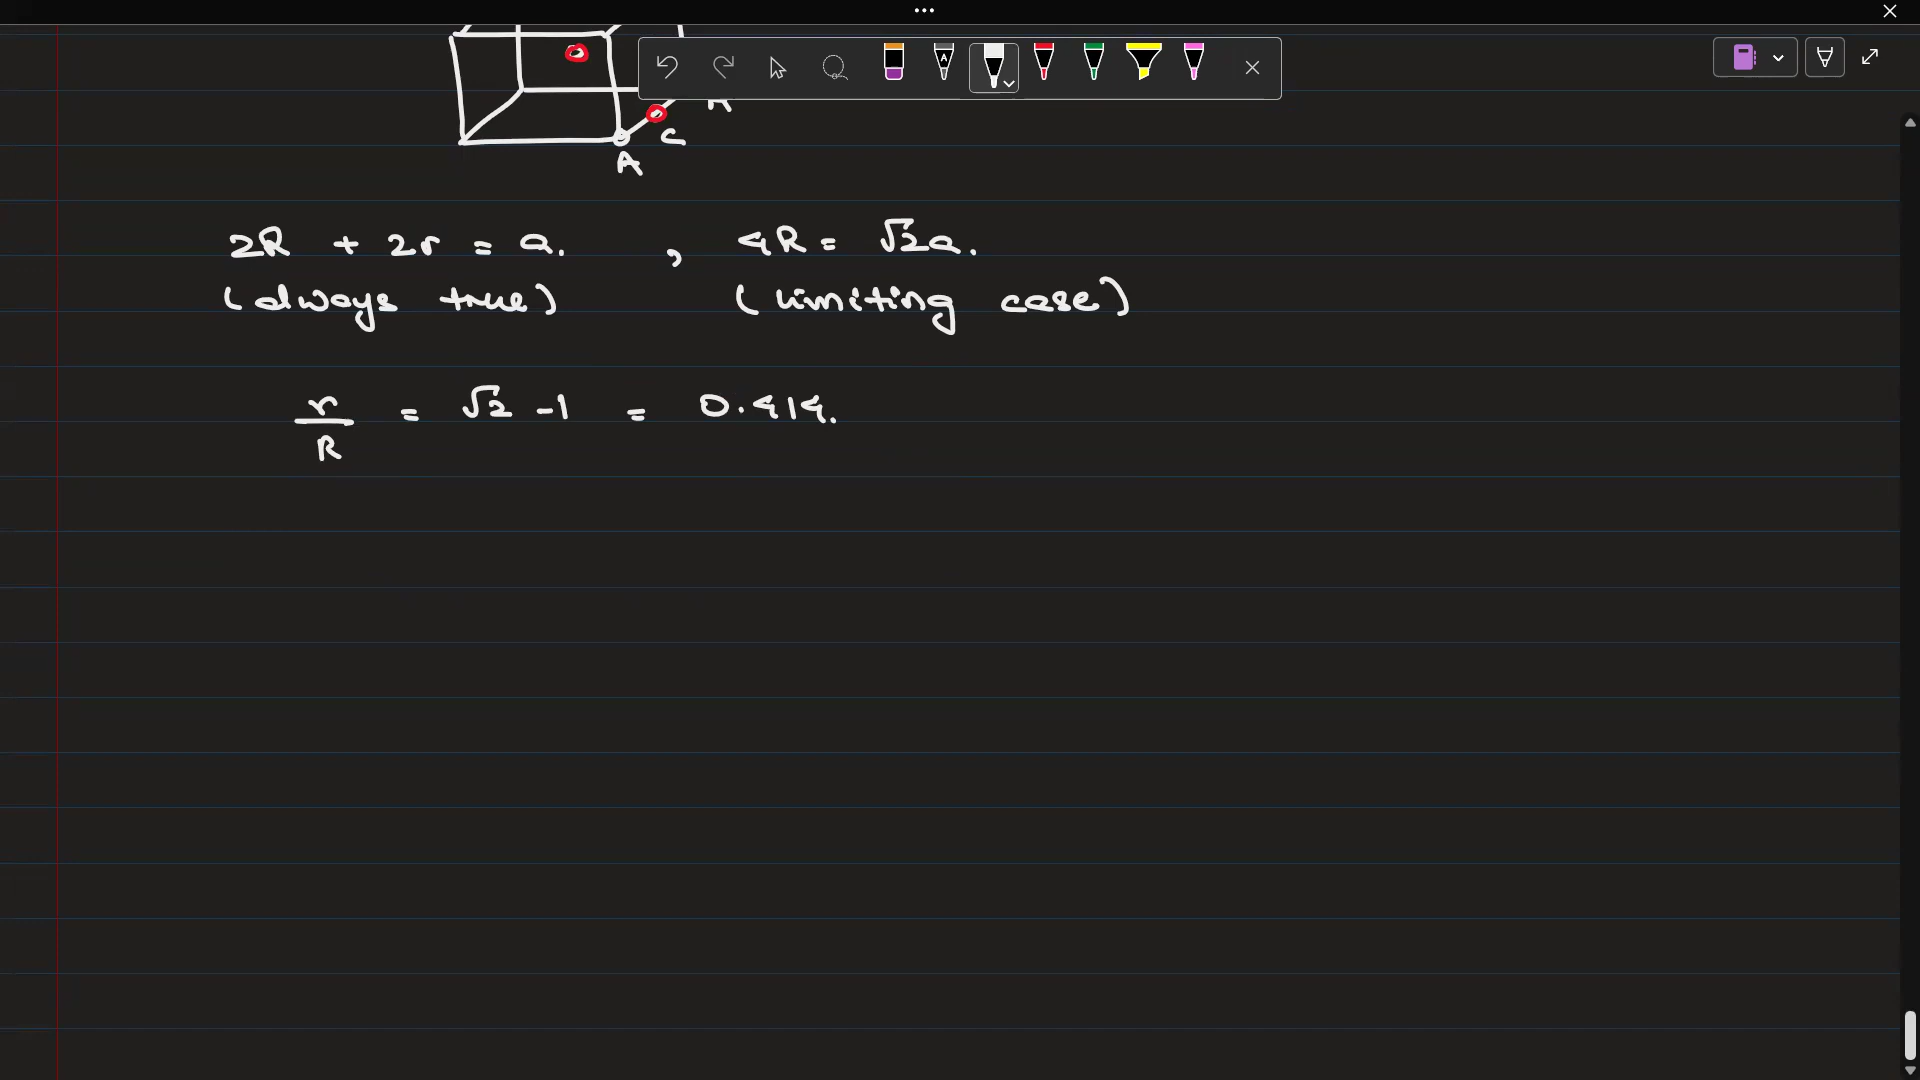 C
A
2R + 2r = a. , 4R = √2a.
(always true) (limiting case)
r/R = √2 -1 = 0.414.